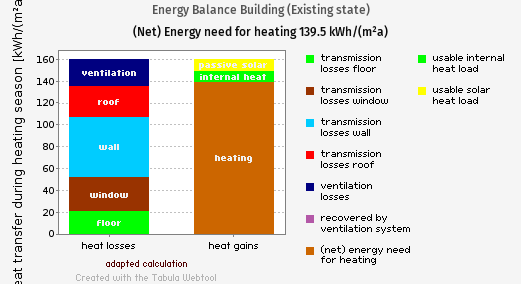 Energy Balance Building (Existing state)
(Net) Energy need for heating 139.5 kWh/(m²a)
eat transfer during heating season [kWh/(m²a
160
140
120
100
80
60
40
20
0
ventilation
roof
wall
window
floor
passive solar
internal heat
heating
heat losses
heat gains
adapted calculation
Created with the Tabula Webtool
transmission
losses floor
transmission
losses window
transmission
losses wall
transmission
losses roof
ventilation
losses
recovered by
ventilation system
(net) energy need
for heating
usable internal
heat load
usable solar
heat load